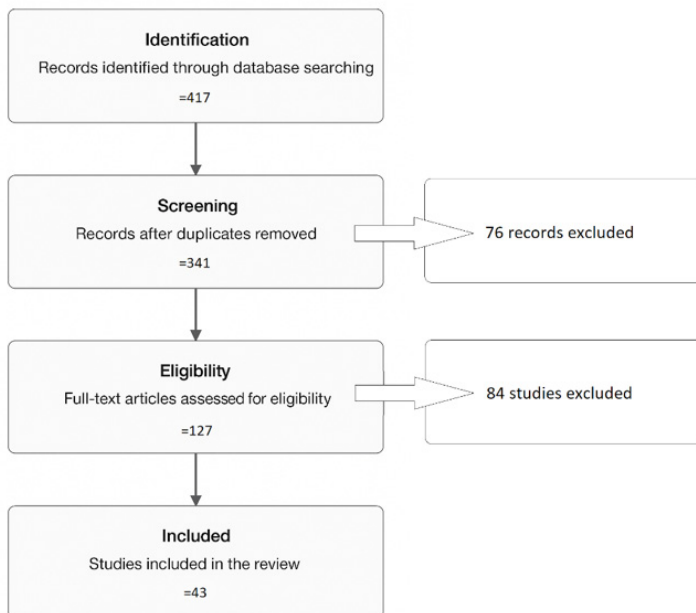 Identification
Records identified through database searching
=417
Screening
Records after duplicates removed
=341
76 records excluded
Eligibility
Full-text articles assessed for eligibility
=127
84 studies excluded
Included
Studies included in the review
=43